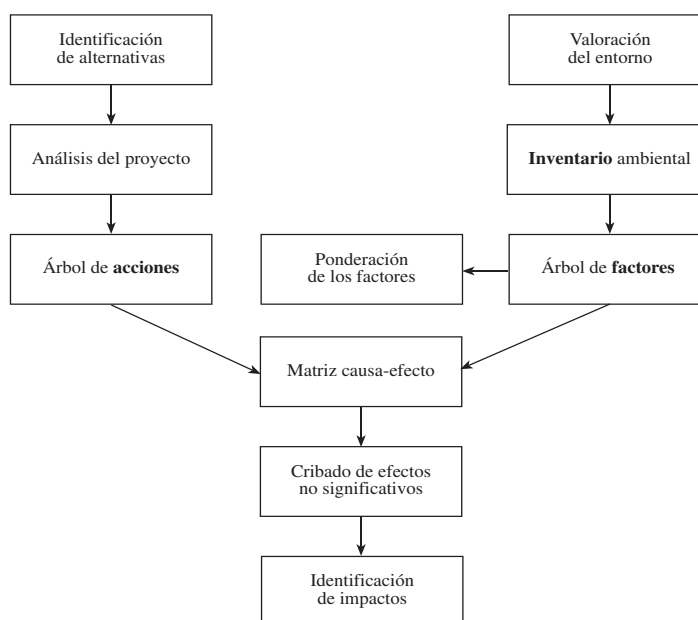 Identificación
de alternativas
Valoración
del entorno
Análisis del proyecto
Inventario ambiental
Árbol de acciones
Ponderación
de los factores
Árbol de factores
Matriz causa-efecto
Cribado de efectos
no significativos
Identificación
de impactos